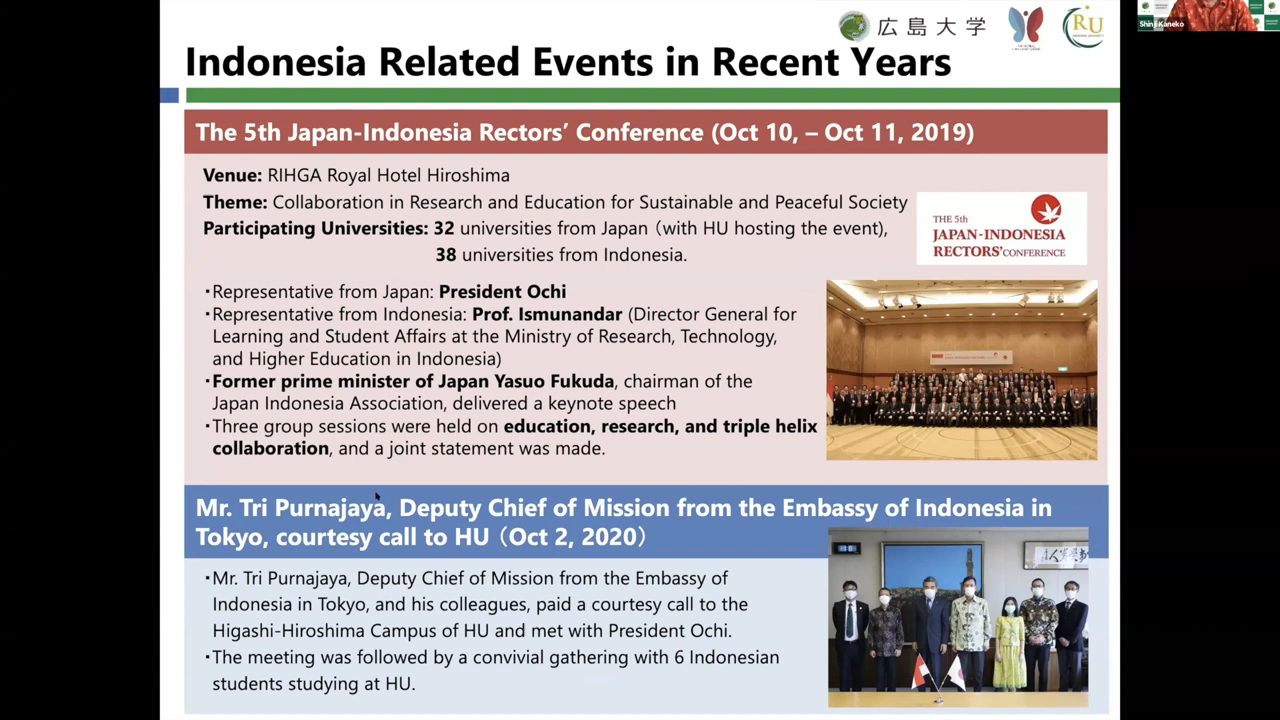 広島大学
RU
Shinji Kaneko
Indonesia Related Events in Recent Years
The 5th Japan-Indonesia Rectors’ Conference (Oct 10, – Oct 11, 2019)
Venue: RIHGA Royal Hotel Hiroshima
Theme: Collaboration in Research and Education for Sustainable and Peaceful Society
Participating Universities: 32 universities from Japan（with HU hosting the event),
38 universities from Indonesia.
THE 5th
JAPAN-INDONESIA
RECTORS' CONFERENCE
・Representative from Japan: President Ochi
・Representative from Indonesia: Prof. Ismunandar (Director General for
Learning and Student Affairs at the Ministry of Research, Technology,
and Higher Education in Indonesia)
・Former prime minister of Japan Yasuo Fukuda, chairman of the
Japan Indonesia Association, delivered a keynote speech
・Three group sessions were held on education, research, and triple helix
collaboration, and a joint statement was made.
Mr. Tri Purnajaya, Deputy Chief of Mission from the Embassy of Indonesia in
Tokyo, courtesy call to HU（Oct 2, 2020）
・Mr. Tri Purnajaya, Deputy Chief of Mission from the Embassy of
Indonesia in Tokyo, and his colleagues, paid a courtesy call to the
Higashi-Hiroshima Campus of HU and met with President Ochi.
・The meeting was followed by a convivial gathering with 6 Indonesian
students studying at HU.